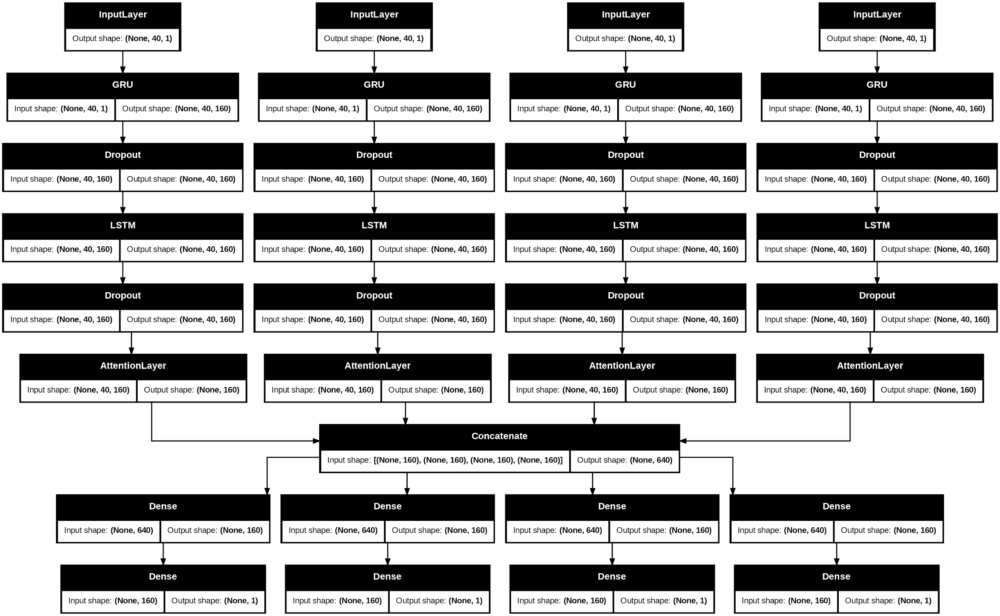 InputLayer InputLayer InputLayer InputLayer
Output shape: (None, 40, 1) Output shape: (None, 40, 1) Output shape: (None, 40, 1) Output shape: (None, 40, 1)
GRU GRU GRU GRU
Input shape: (None, 40, 1) Output shape: (None, 40, 160) Input shape: (None, 40, 1) Output shape: (None, 40, 160) Input shape: (None, 40, 1) Output shape: (None, 40, 160) Input shape: (None, 40, 1) Output shape: (None, 40, 160)
Dropout Dropout Dropout Dropout
Input shape: (None, 40, 160) Output shape: (None, 40, 160) Input shape: (None, 40, 160) Output shape: (None, 40, 160) Input shape: (None, 40, 160) Output shape: (None, 40, 160) Input shape: (None, 40, 160) Output shape: (None, 40, 160)
LSTM LSTM LSTM LSTM
Input shape: (None, 40, 160) Output shape: (None, 40, 160) Input shape: (None, 40, 160) Output shape: (None, 40, 160) Input shape: (None, 40, 160) Output shape: (None, 40, 160) Input shape: (None, 40, 160) Output shape: (None, 40, 160)
Dropout Dropout Dropout Dropout
Input shape: (None, 40, 160) Output shape: (None, 40, 160) Input shape: (None, 40, 160) Output shape: (None, 40, 160) Input shape: (None, 40, 160) Output shape: (None, 40, 160) Input shape: (None, 40, 160) Output shape: (None, 40, 160)
AttentionLayer AttentionLayer AttentionLayer AttentionLayer
Input shape: (None, 40, 160) Output shape: (None, 160) Input shape: (None, 40, 160) Output shape: (None, 160) Input shape: (None, 40, 160) Output shape: (None, 160) Input shape: (None, 40, 160) Output shape: (None, 160)
Concatenate
Input shape: [(None, 160), (None, 160), (None, 160), (None, 160)] Output shape: (None, 640)
Dense Dense Dense Dense
Input shape: (None, 640) Output shape: (None, 160) Input shape: (None, 640) Output shape: (None, 160) Input shape: (None, 640) Output shape: (None, 160) Input shape: (None, 640) Output shape: (None, 160)
Dense Dense Dense Dense
Input shape: (None, 160) Output shape: (None, 1) Input shape: (None, 160) Output shape: (None, 1) Input shape: (None, 160) Output shape: (None, 1) Input shape: (None, 160) Output shape: (None, 1)